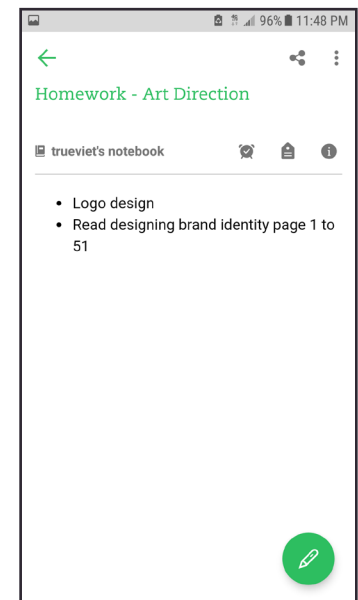 96% 11:48 PM
Homework - Art Direction
trueviet's notebook
• Logo design
• Read designing brand identity page 1 to
51